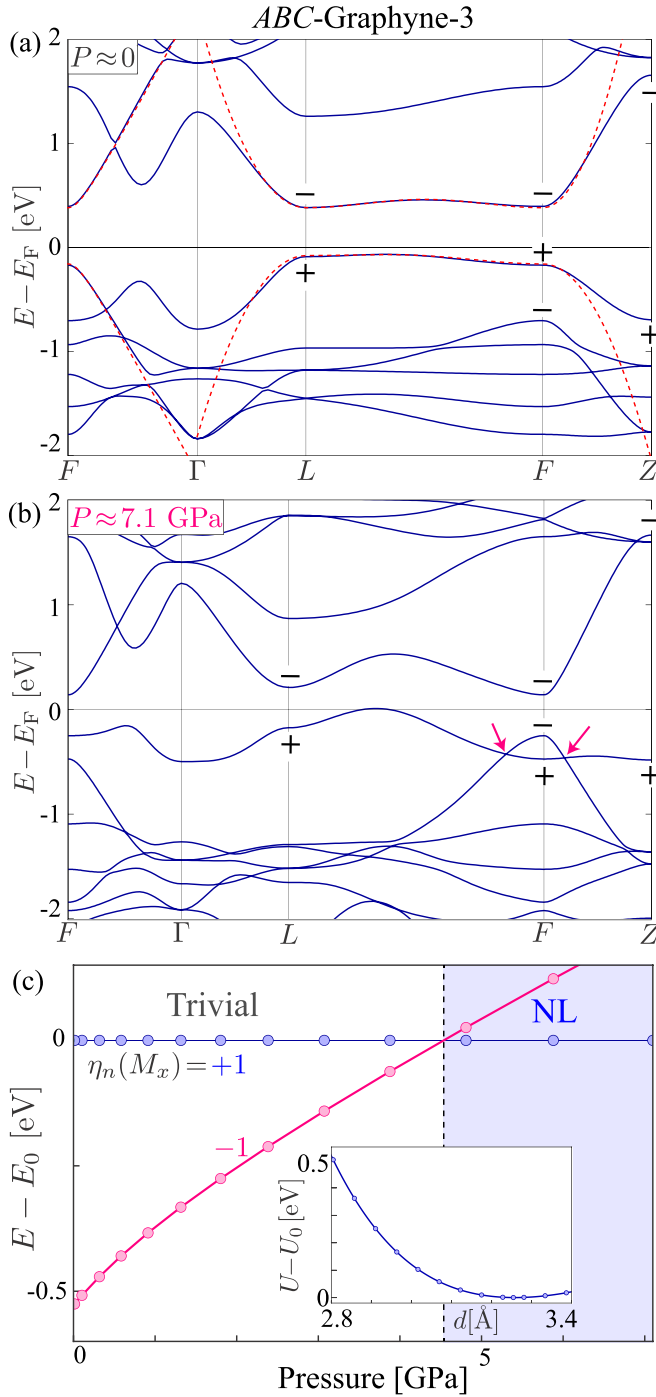 ABC-Graphyne-3
(a)
P≈0
2
1
0
-1
-2
E−E_F [eV]
− − −
+
+
−
+
F Γ L F Z
(b)
P≈7.1 GPa
2
1
0
-1
-2
E−E_F [eV]
−
− −
−
+ + +
F Γ L F Z
(c)
Trivial NL
0
η_n(M_x)=+1
−1
-0.5
E − E_0 [eV]
0.5
0
U−U_0 [eV]
2.8 d[Å] 3.4
0 5
Pressure [GPa]